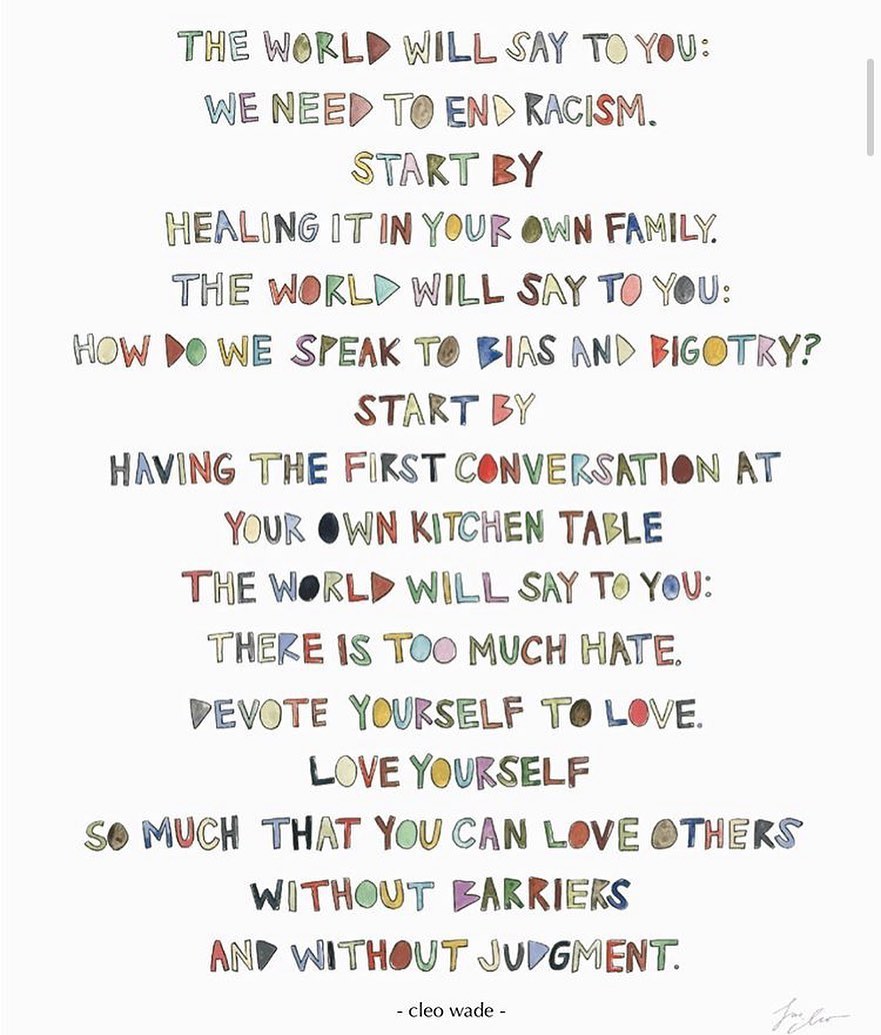 THE WORLD WILL SAY TO YOU:
WE NEED TO END RACISM.
START BY
HEALING IT IN YOUR OWN FAMILY.
THE WORLD WILL SAY TO YOU:
HOW DO WE SPEAK TO BIAS AND BIGOTRY?
START BY
HAVING THE FIRST CONVERSATION AT
YOUR OWN KITCHEN TABLE
THE WORLD WILL SAY TO YOU:
THERE IS TOO MUCH HATE.
DEVOTE YOURSELF TO LOVE.
LOVE YOURSELF
SO MUCH THAT YOU CAN LOVE OTHERS
WITHOUT BARRIERS
AND WITHOUT JUDGMENT.
- cleo wade -